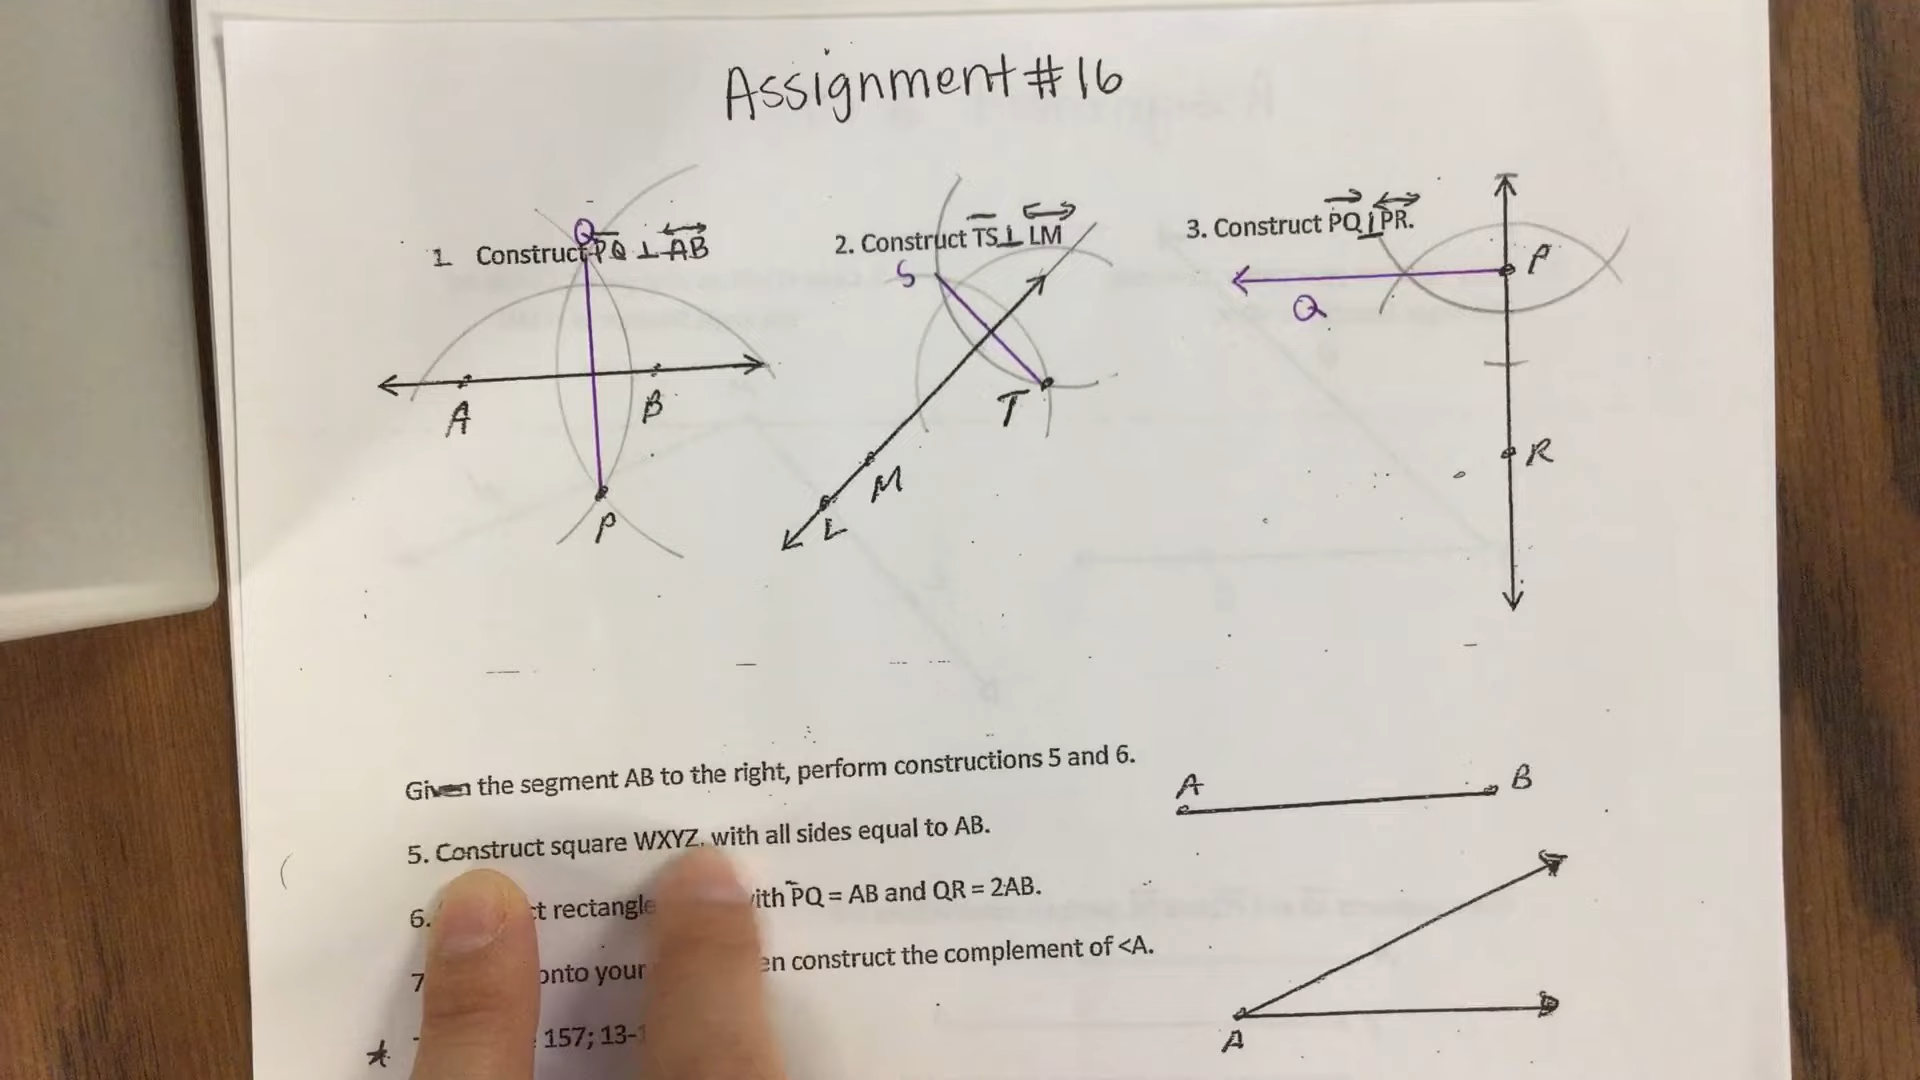 Assignment #16
1. Construct PQ ⊥ AB
2. Construct TS ⊥ LM
3. Construct PQ ⊥ PR.
Q
A
B
P
S
T
M
L
P
Q
R
Given the segment AB to the right, perform constructions 5 and 6.
A B
5. Construct square WXYZ, with all sides equal to AB.
6. rectangle with PQ = AB and QR = 2AB.
7 onto your construct the complement of <A.
157; 13-
A